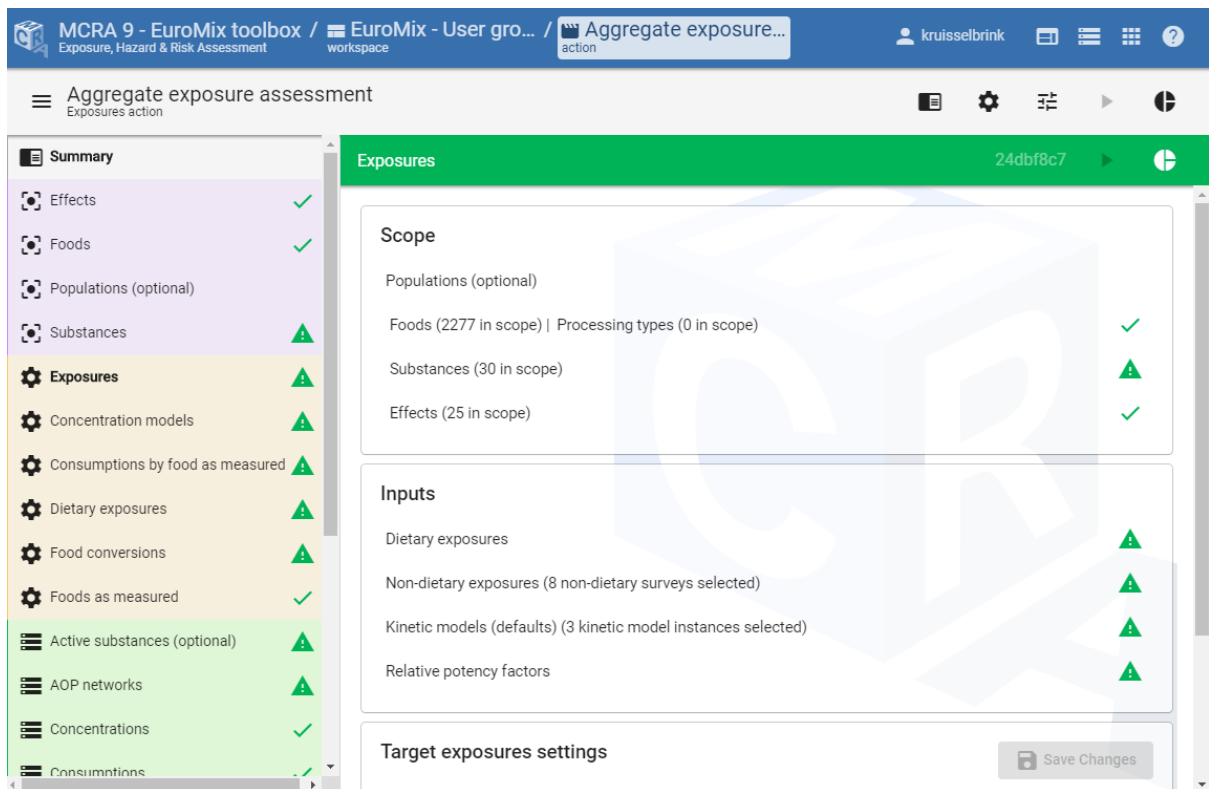 MCRA 9 - EuroMix toolbox / EuroMix - User gro... / Aggregate exposure...
Exposure, Hazard & Risk Assessment workspace action
kruisselbrink
Aggregate exposure assessment
Exposures action
Summary
Effects
Foods
Populations (optional)
Substances
Exposures
Concentration models
Consumptions by food as measured
Dietary exposures
Food conversions
Foods as measured
Active substances (optional)
AOP networks
Concentrations
Consumptions
Exposures 24dbf8c7
Scope
Populations (optional)
Foods (2277 in scope) | Processing types (0 in scope)
Substances (30 in scope)
Effects (25 in scope)
Inputs
Dietary exposures
Non-dietary exposures (8 non-dietary surveys selected)
Kinetic models (defaults) (3 kinetic model instances selected)
Relative potency factors
Target exposures settings
Save Changes